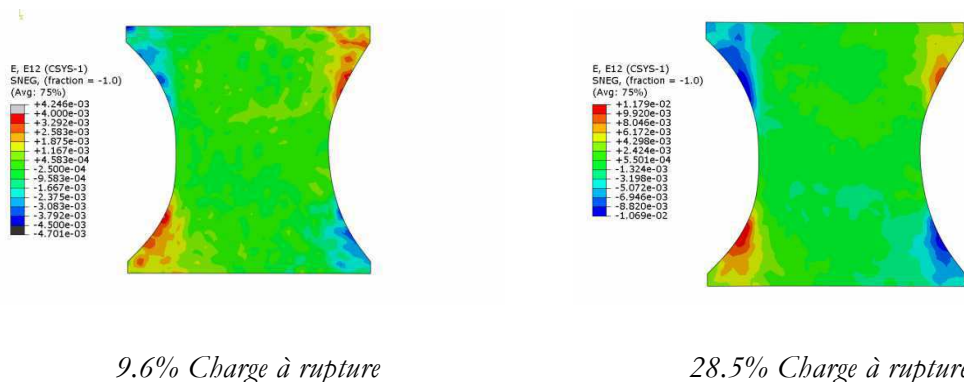 E, E12 (CSYS-1)
SNEG, (fraction = -1.0)
(Avg: 75%)
+4.246e-03
+4.000e-03
+3.292e-03
+2.583e-03
+1.875e-03
+1.167e-03
+4.583e-04
-2.500e-04
-9.583e-04
-1.667e-03
-2.375e-03
-3.083e-03
-3.792e-03
-4.500e-03
-4.701e-03
E, E12 (CSYS-1)
SNEG, (fraction = -1.0)
(Avg: 75%)
+1.179e-02
+9.920e-03
+8.046e-03
+6.172e-03
+4.298e-03
+2.424e-03
+5.501e-04
-1.324e-03
-3.198e-03
-5.072e-03
-6.946e-03
-8.820e-03
-1.069e-02
9.6% Charge à rupture
28.5% Charge à rupture